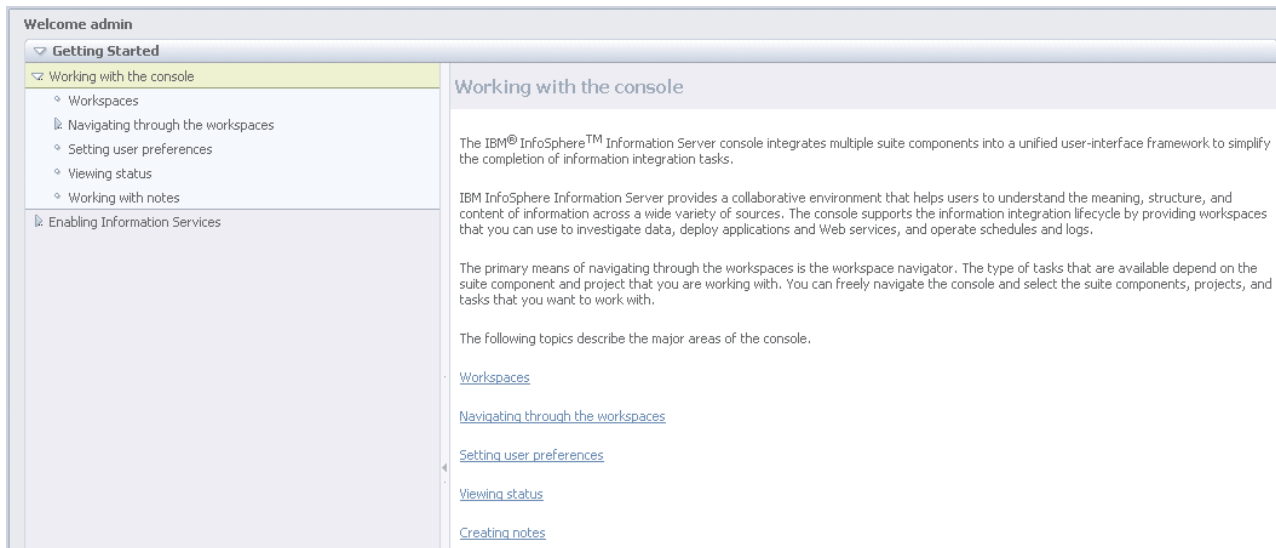 Welcome admin
Getting Started
Working with the console
Workspaces
Navigating through the workspaces
Setting user preferences
Viewing status
Working with notes
Enabling Information Services
Working with the console
The IBM® InfoSphere™ Information Server console integrates multiple suite components into a unified user-interface framework to simplify
the completion of information integration tasks.
IBM InfoSphere Information Server provides a collaborative environment that helps users to understand the meaning, structure, and
content of information across a wide variety of sources. The console supports the information integration lifecycle by providing workspaces
that you can use to investigate data, deploy applications and Web services, and operate schedules and logs.
The primary means of navigating through the workspaces is the workspace navigator. The type of tasks that are available depend on the
suite component and project that you are working with. You can freely navigate the console and select the suite components, projects, and
tasks that you want to work with.
The following topics describe the major areas of the console.
Workspaces
Navigating through the workspaces
Setting user preferences
Viewing status
Creating notes